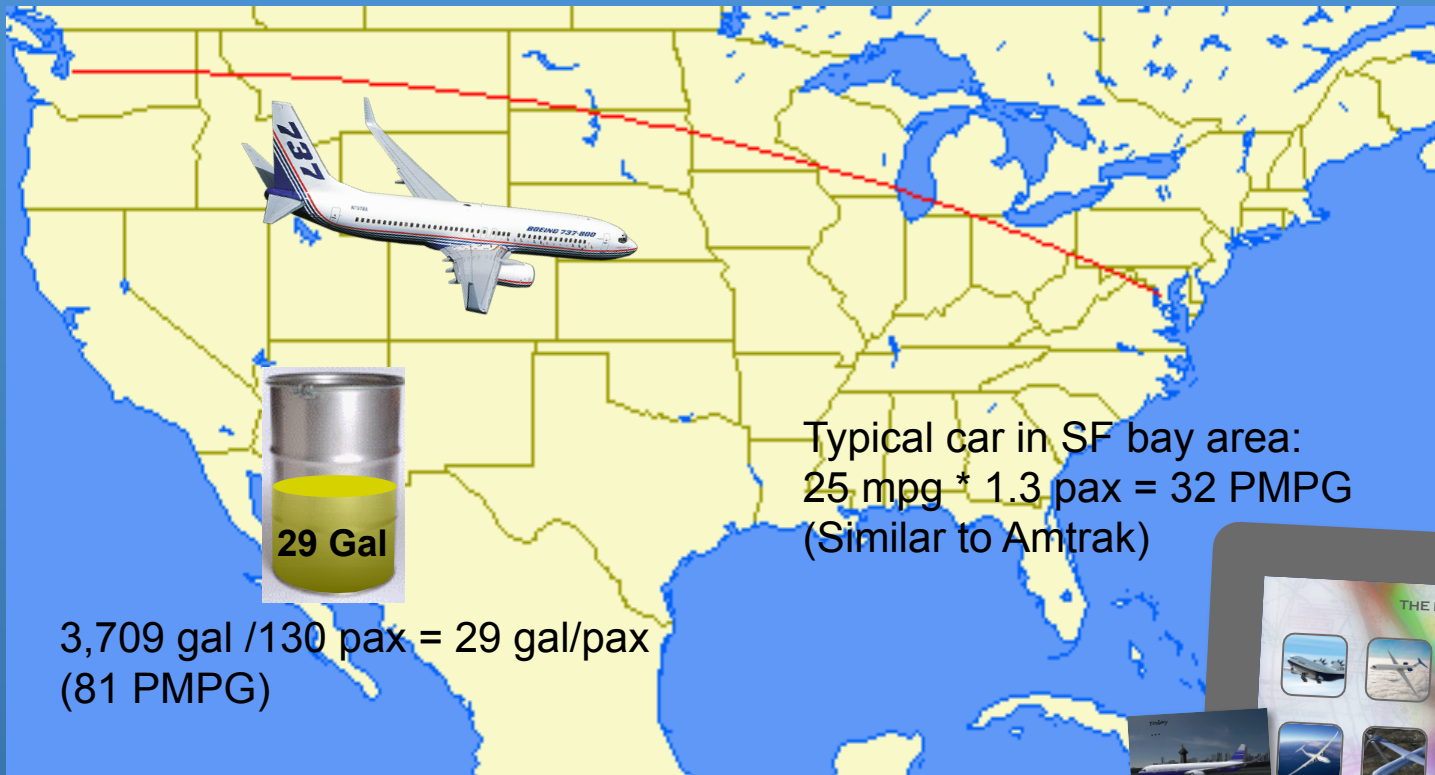 737
BOEING 737-800
29 Gal
3,709 gal /130 pax = 29 gal/pax
(81 PMPG)
Typical car in SF bay area:
25 mpg * 1.3 pax = 32 PMPG
(Similar to Amtrak)
THE
today
...